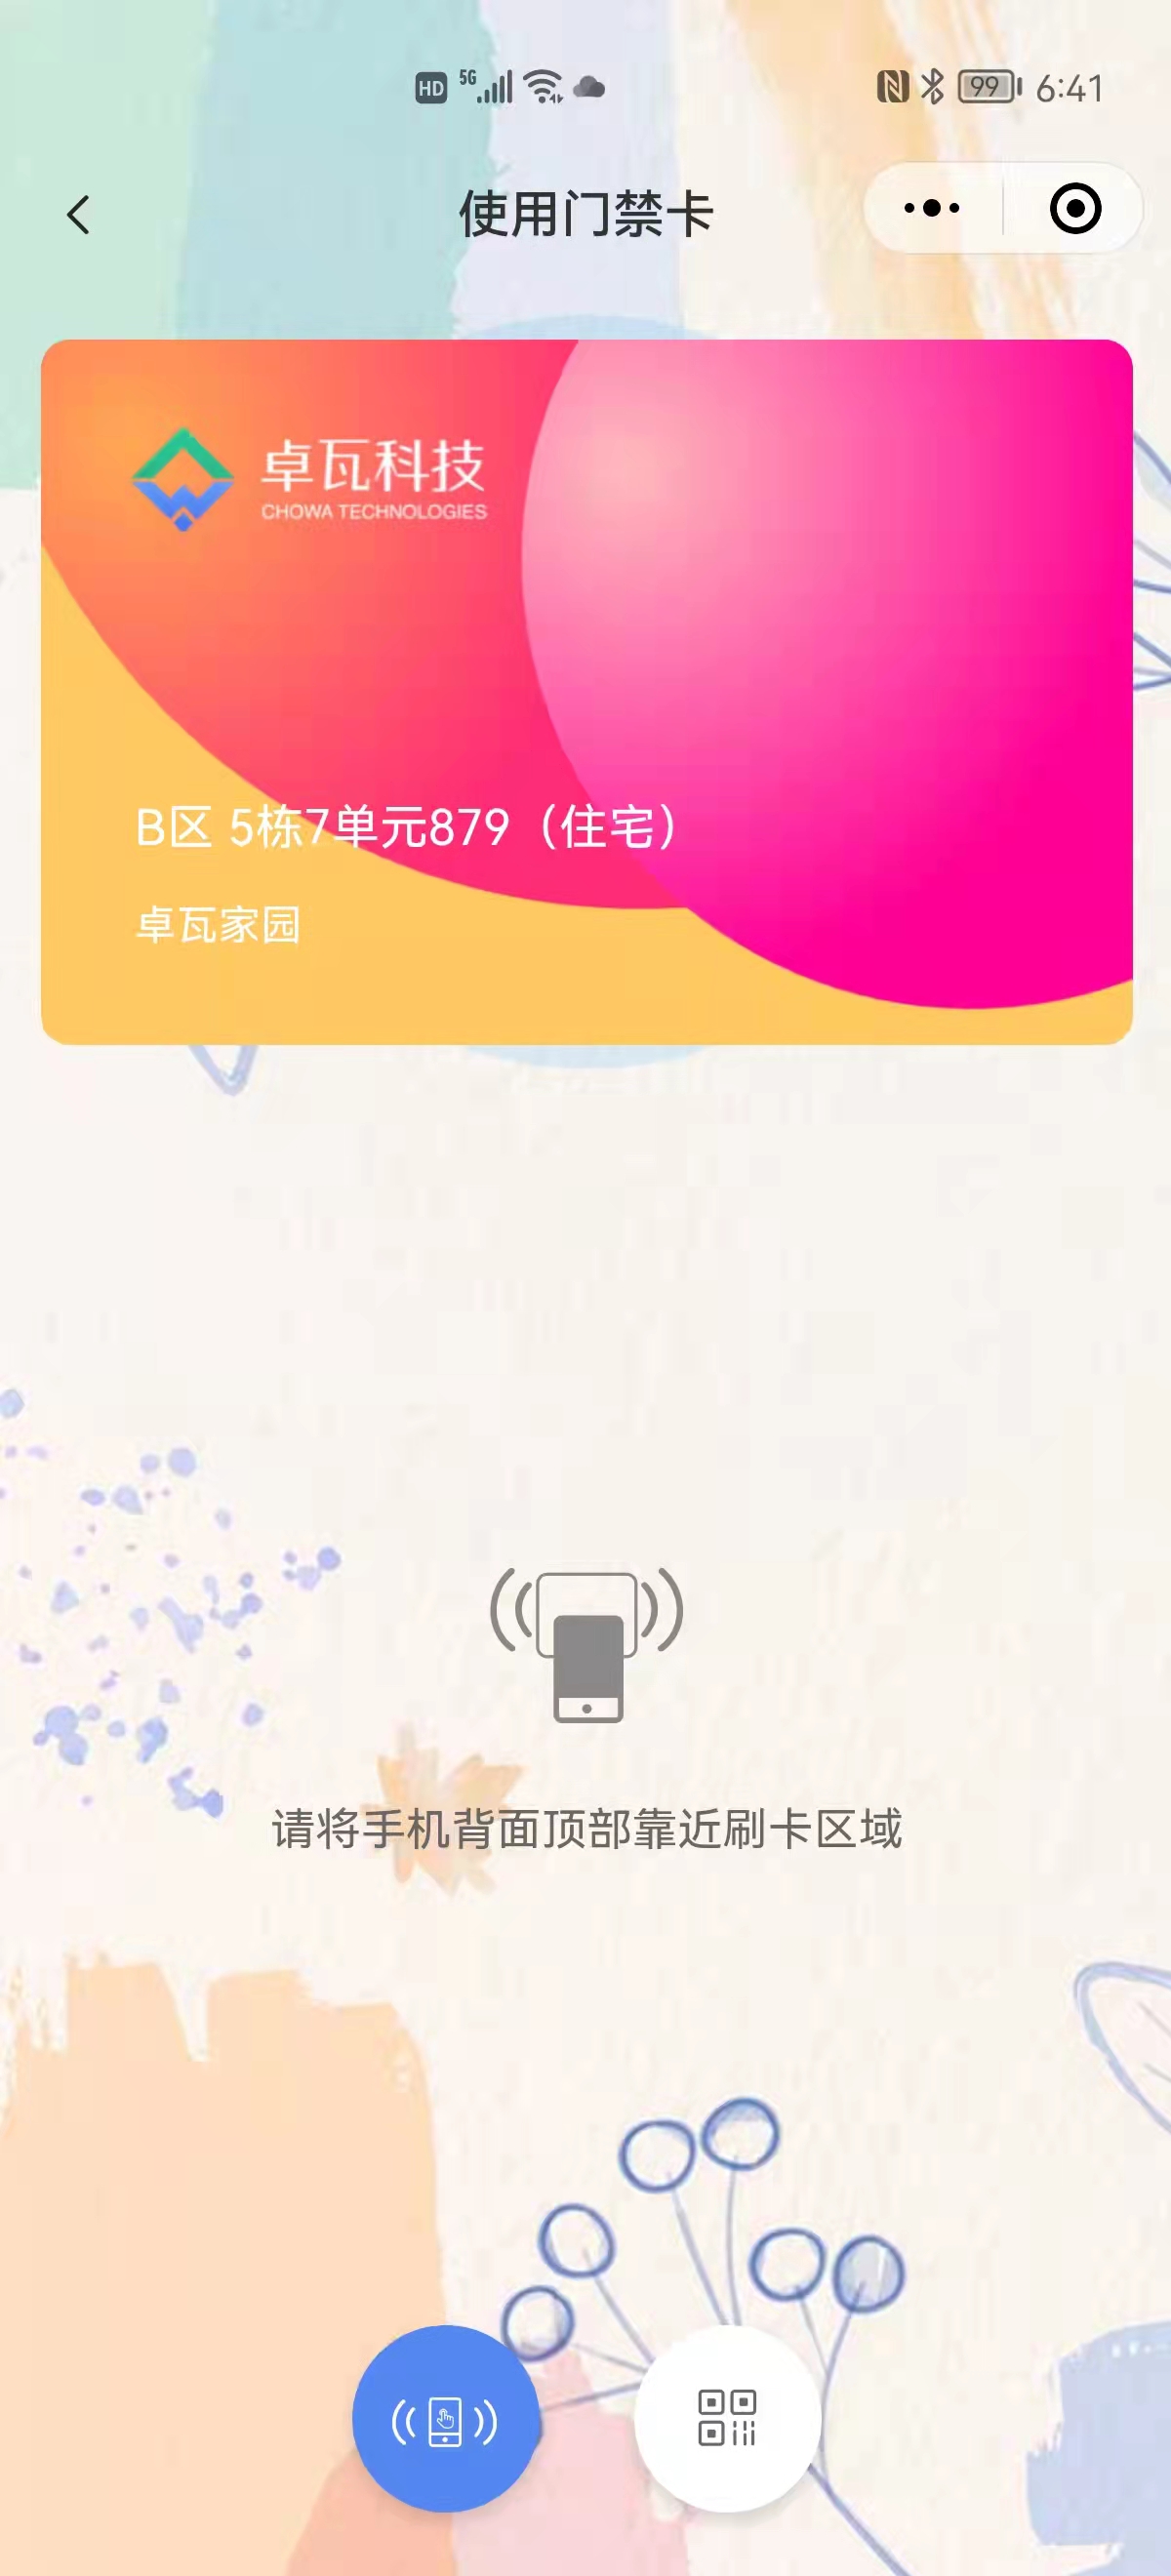 HD 5G 99 6:41
使用门禁卡
卓瓦科技
CHOWA TECHNOLOGIES
B区 5栋7单元879（住宅）
卓瓦家园
请将手机背面顶部靠近刷卡区域